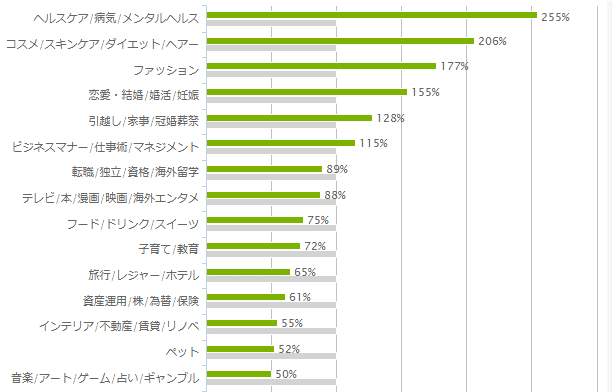 ヘルスケア/病気/メンタルヘルス 255%
コスメ/スキンケア/ダイエット/ヘアー 206%
ファッション 177%
恋愛・結婚/婚活/妊娠 155%
引越し/家事/冠婚葬祭 128%
ビジネスマナー/仕事術/マネジメント 115%
転職/独立/資格/海外留学 89%
テレビ/本/漫画/映画/海外エンタメ 88%
フード/ドリンク/スイーツ 75%
子育て/教育 72%
旅行/レジャー/ホテル 65%
資産運用/株/為替/保険 61%
インテリア/不動産/賃貸/リノベ 55%
ペット 52%
音楽/アート/ゲーム/占い/ギャンブル 50%